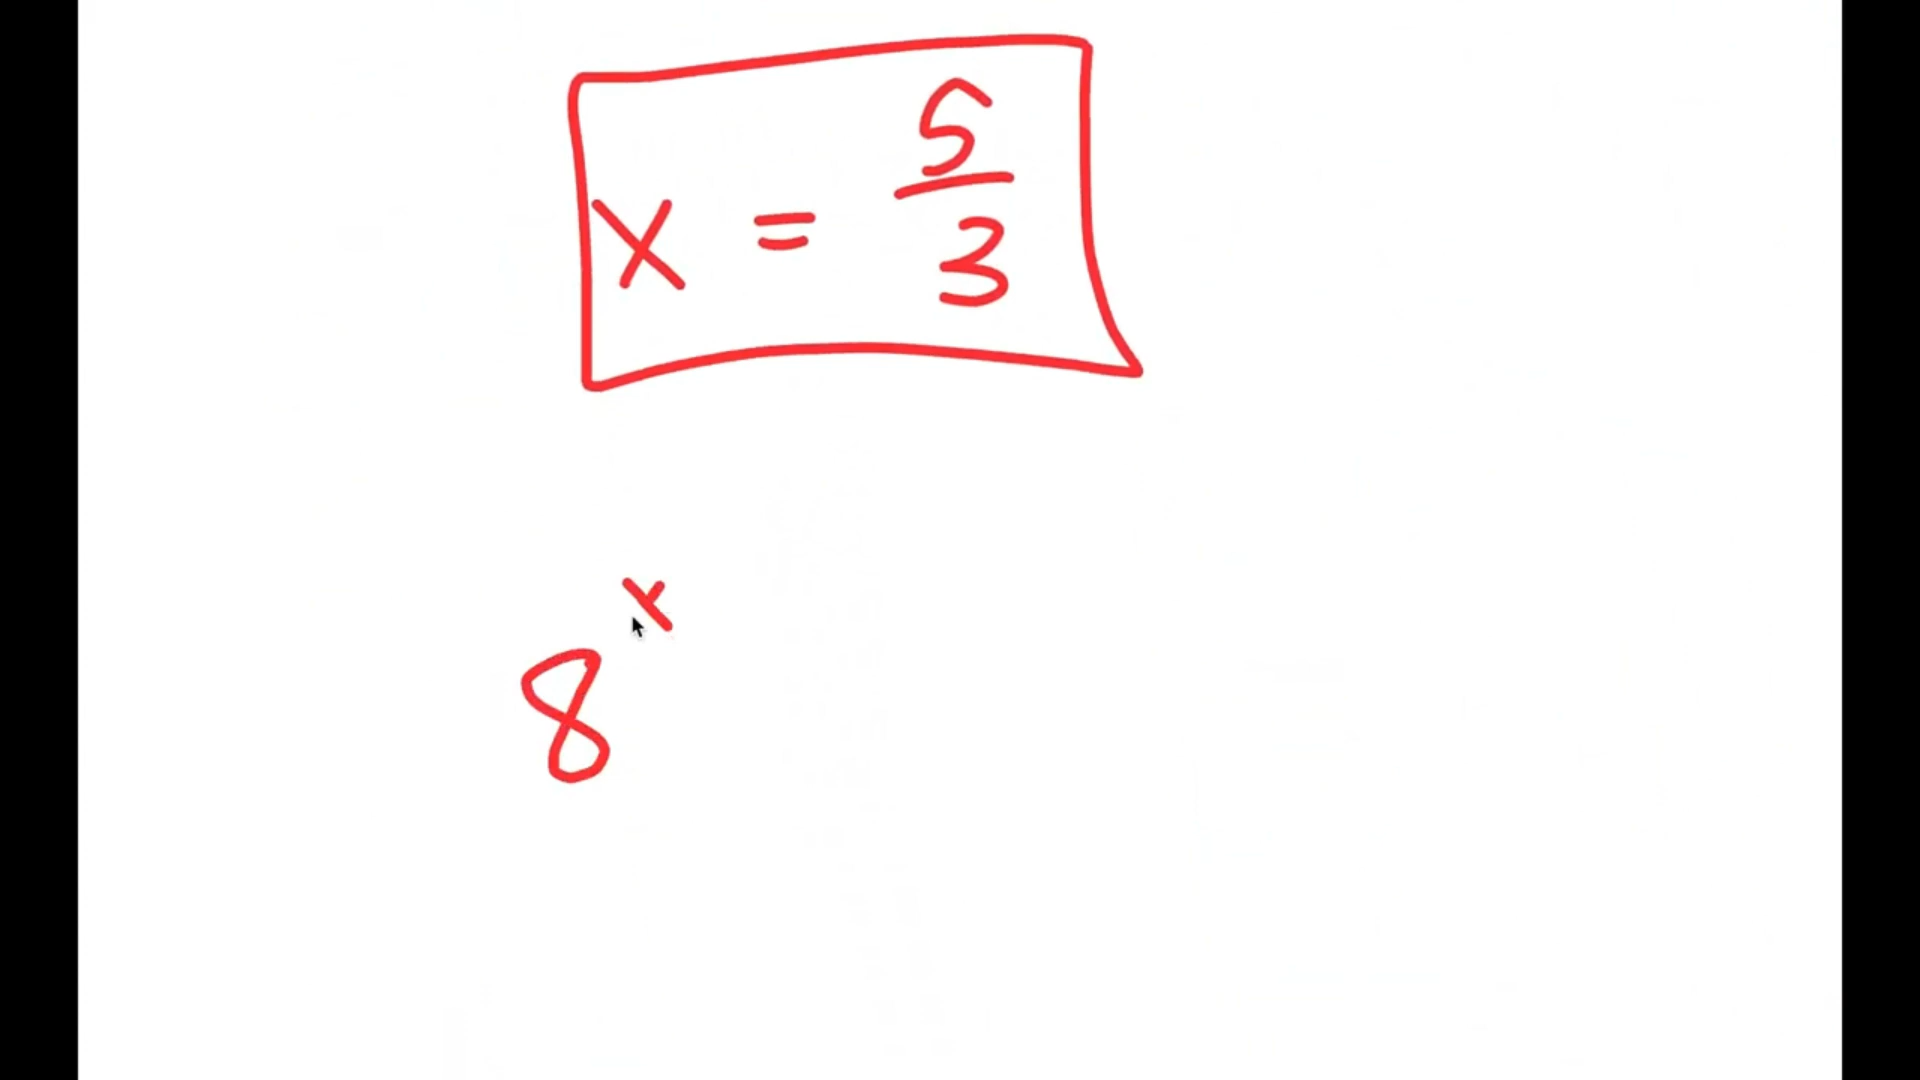 x = 5/3
8^x